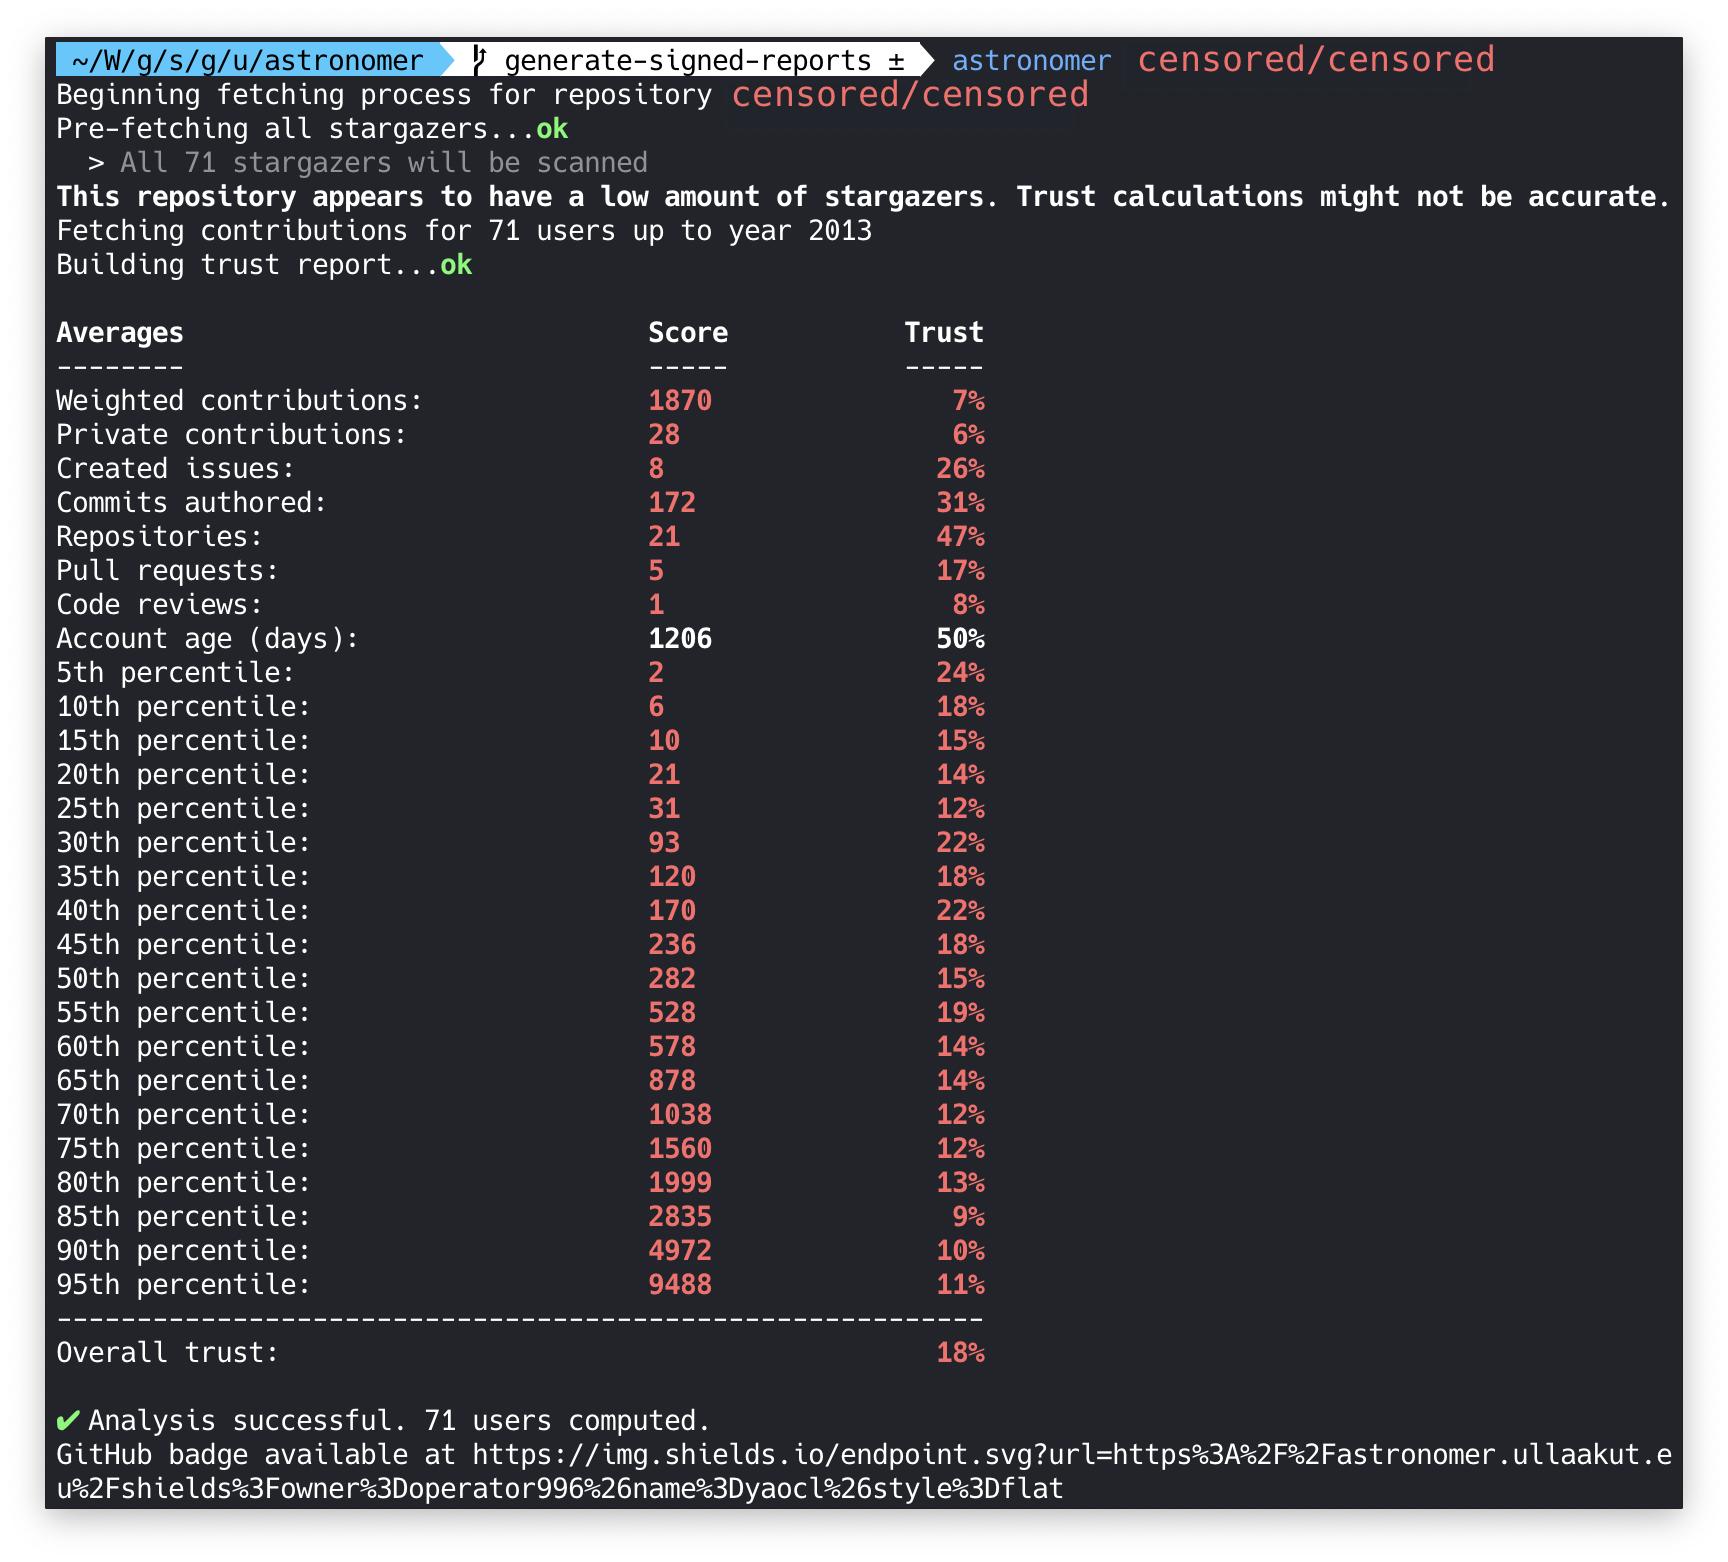 ~/W/g/s/g/u/astronomer generate-signed-reports ± astronomer censored/censored
Beginning fetching process for repository censored/censored
Pre-fetching all stargazers...ok
> All 71 stargazers will be scanned
This repository appears to have a low amount of stargazers. Trust calculations might not be accurate.
Fetching contributions for 71 users up to year 2013
Building trust report...ok
Averages Score Trust
-------- ----- -----
Weighted contributions: 1870 7%
Private contributions: 28 6%
Created issues: 8 26%
Commits authored: 172 31%
Repositories: 21 47%
Pull requests: 5 17%
Code reviews: 1 8%
Account age (days): 1206 50%
5th percentile: 2 24%
10th percentile: 6 18%
15th percentile: 10 15%
20th percentile: 21 14%
25th percentile: 31 12%
30th percentile: 93 22%
35th percentile: 120 18%
40th percentile: 170 22%
45th percentile: 236 18%
50th percentile: 282 15%
55th percentile: 528 19%
60th percentile: 578 14%
65th percentile: 878 14%
70th percentile: 1038 12%
75th percentile: 1560 12%
80th percentile: 1999 13%
85th percentile: 2835 9%
90th percentile: 4972 10%
95th percentile: 9488 11%
----------------------------------------------------------
Overall trust: 18%
✔ Analysis successful. 71 users computed.
GitHub badge available at https://img.shields.io/endpoint.svg?url=https%3A%2F%2Fastronomer.ullaakut.e
u%2Fshields%3Fowner%3Doperator996%26name%3Dyaocl%26style%3Dflat